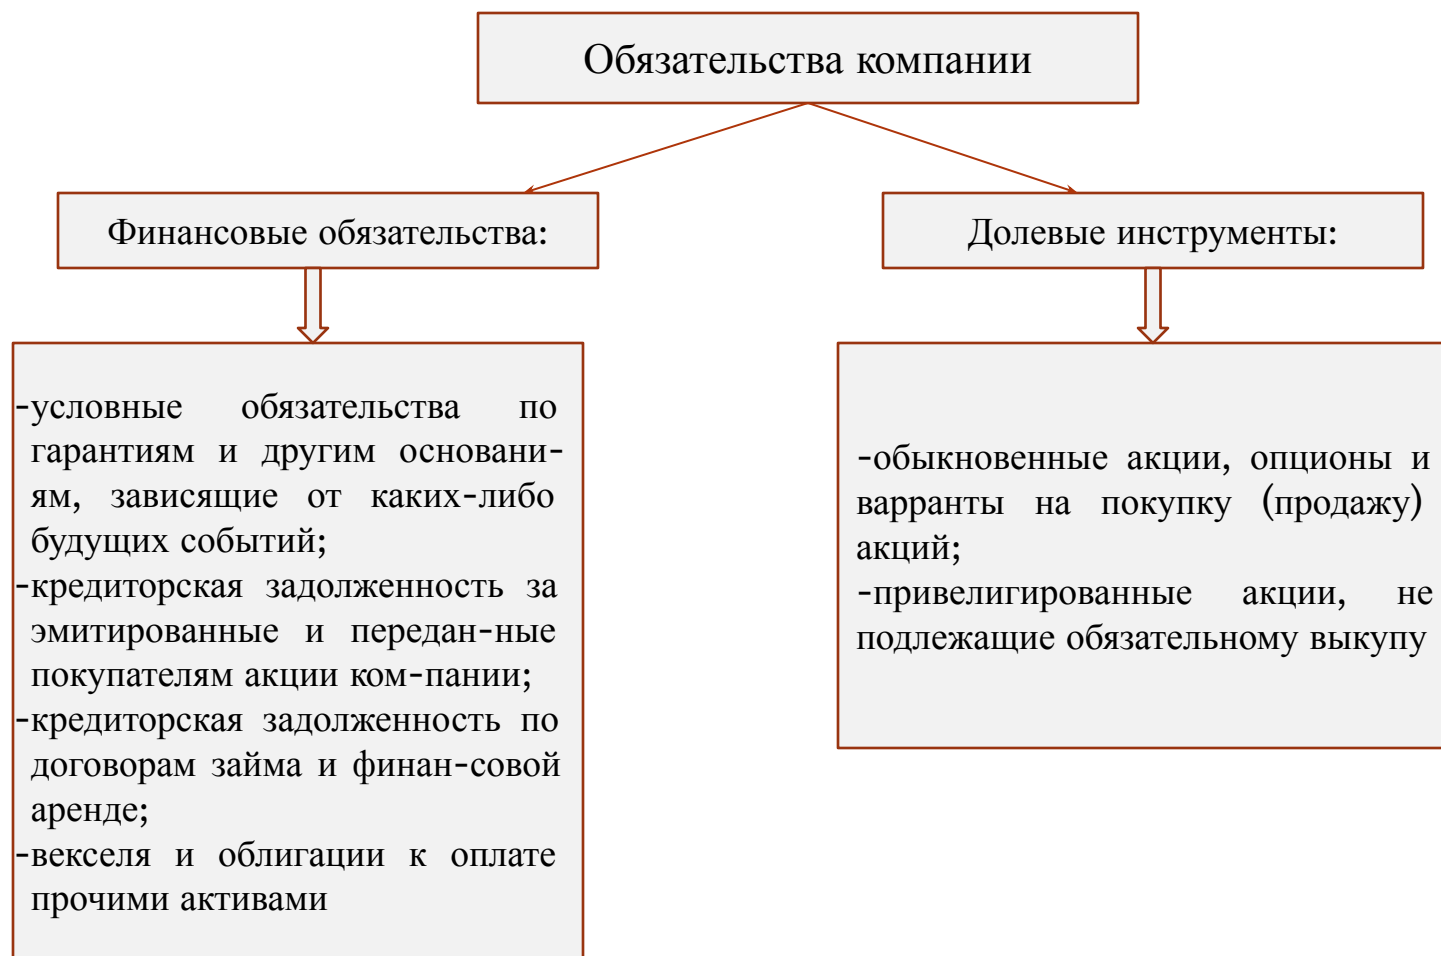 Обязательства компании
Финансовые обязательства:
Долевые инструменты:
-условные обязательства по
гарантиям и другим основани-
ям, зависящие от каких-либо
будущих событий;
-кредиторская задолженность за
эмитированные и передан-ные
покупателям акции ком-пании;
-кредиторская задолженность по
договорам займа и финан-совой
аренде;
-векселя и облигации к оплате
прочими активами
-обыкновенные акции, опционы и
варранты на покупку (продажу)
акций;
-привелигированные акции, не
подлежащие обязательному выкупу